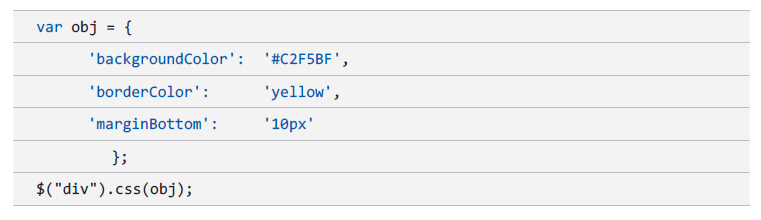 var obj = {
'backgroundColor': '#C2F5BF',
'borderColor': 'yellow',
'marginBottom': '10px'
};
$("div").css(obj);